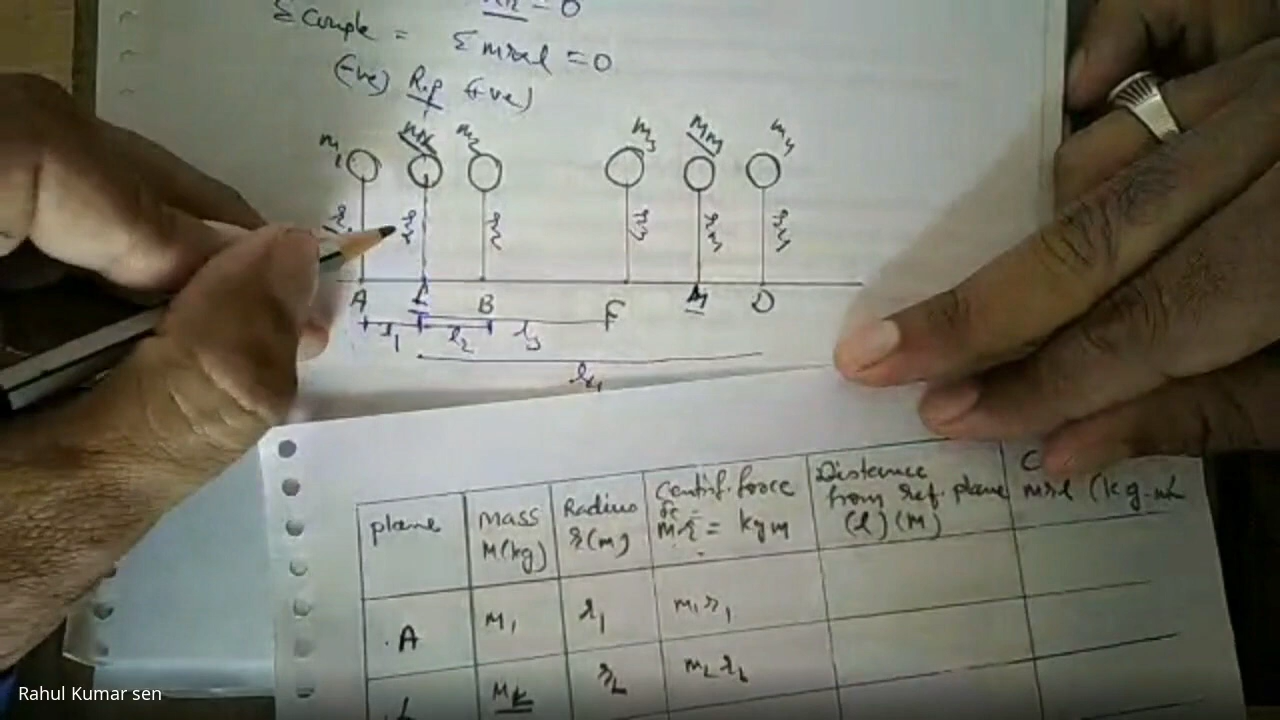 = 0
Σ Couple = Σ mrl = 0
(-ve) R.P (+ve)
m1 ML m2 m3 Mm m4
r1 rL r2 r3 rM r4
A L B F M D
l1 l2 l3
l4
plane Mass M(kg) Radius r(m) Centrif. force Mr = kgm Distance from ref. plane (l) (M) mrl (kg-m
A m1 r1 m1r1
L ML rL mLrL
Rahul Kumar sen